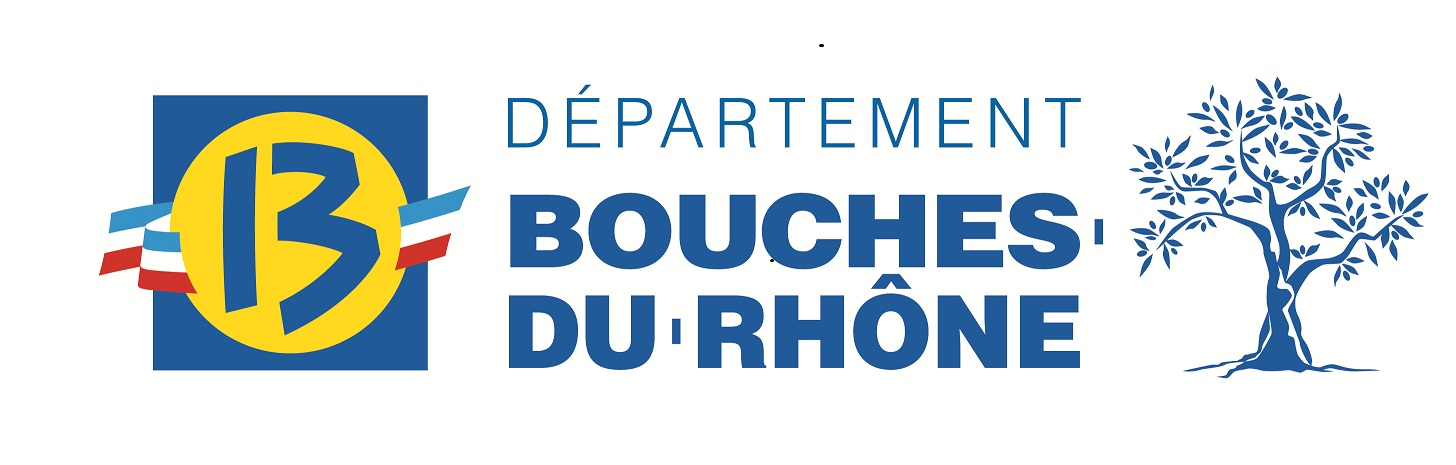 13
DÉPARTEMENT
BOUCHES-
DU-RHÔNE